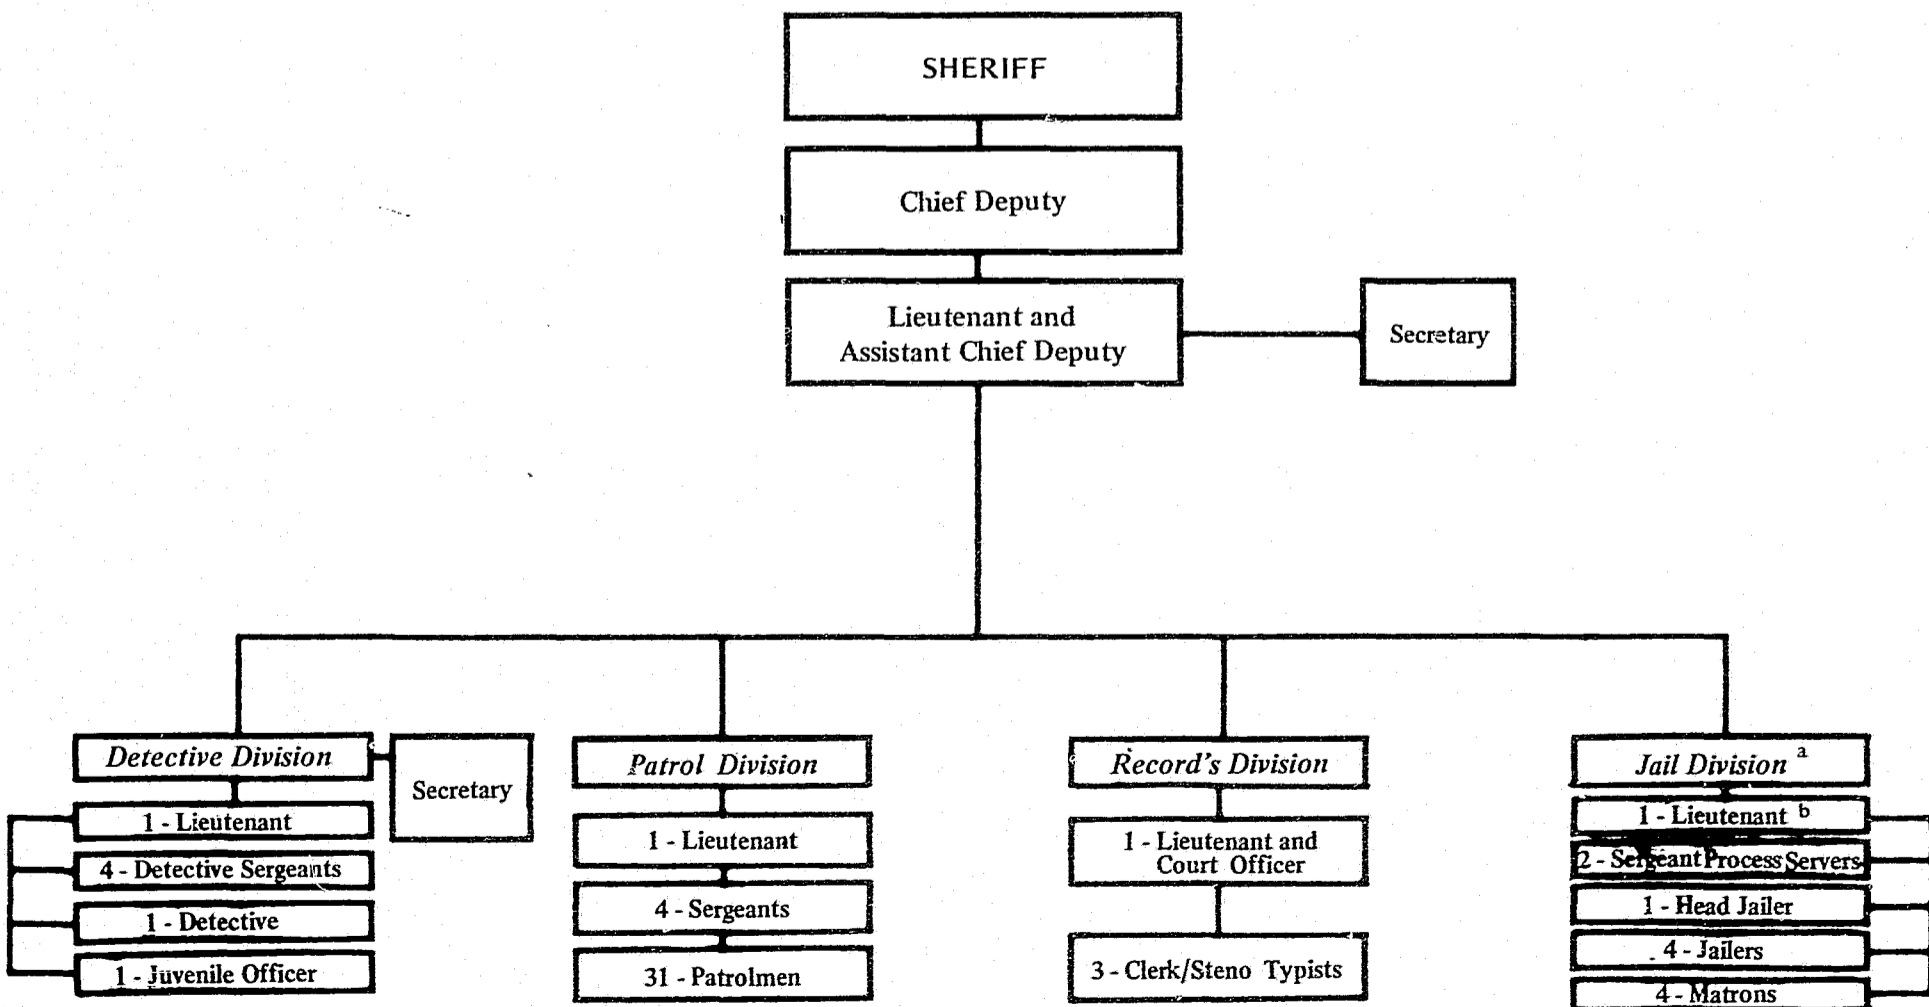 SHERIFF
Chief Deputy
Lieutenant and
Assistant Chief Deputy
Secretary
Detective Division
Secretary
1 - Lieutenant
4 - Detective Sergeants
1 - Detective
1 - Juvenile Officer
Patrol Division
1 - Lieutenant
4 - Sergeants
31 - Patrolmen
Record's Division
1 - Lieutenant and
Court Officer
3 - Clerk/Steno Typists
Jail Division a
1 - Lieutenant b
2 - Sergeant Process Servers
1 - Head Jailer
4 - Jailers
4 - Matrons